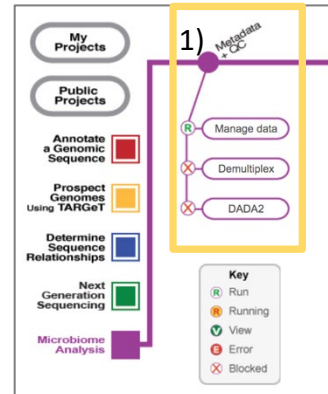 My
Projects
Public
Projects
Annotate
a Genomic
Sequence
Prospect
Genomes
Using TARGeT
Determine
Sequence
Relationships
Next
Generation
Sequencing
Microbiome
Analysis
1)
Metadata
+ QC
R Manage data
X Demultiplex
X DADA2
Key
R Run
R Running
V View
E Error
X Blocked